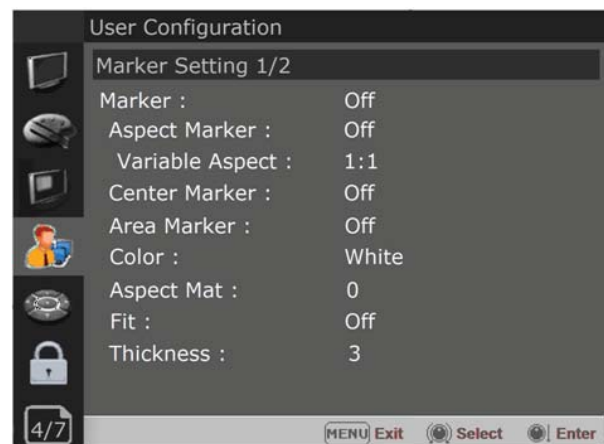 User Configuration
Marker Setting 1/2
Marker : Off
Aspect Marker : Off
Variable Aspect : 1:1
Center Marker : Off
Area Marker : Off
Color : White
Aspect Mat : 0
Fit : Off
Thickness : 3
4/7 MENU Exit Select Enter